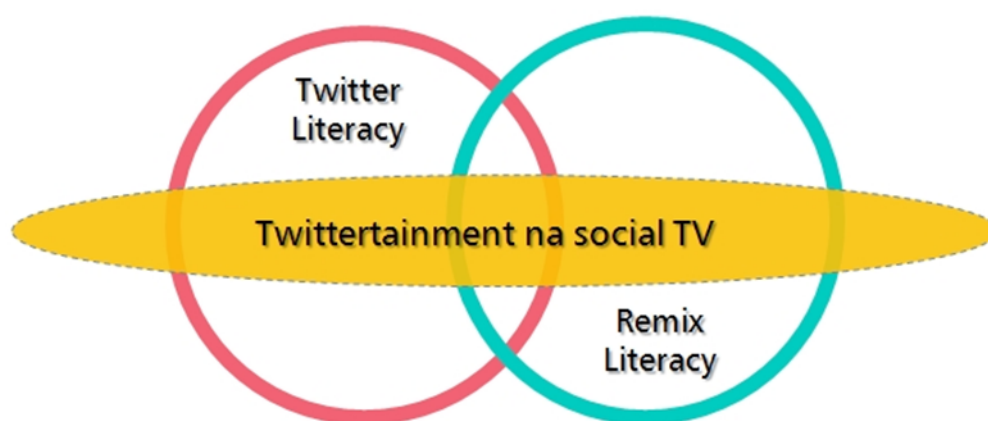 Twitter
Literacy
Twittertainment na social TV
Remix
Literacy